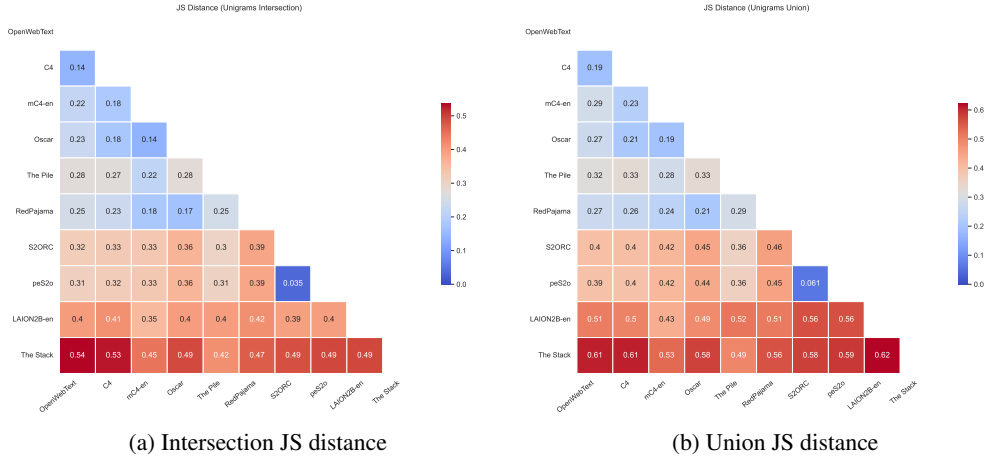 JS Distance (Unigrams Intersection)
OpenWebText
C4 0.14
mC4-en 0.22 0.18
Oscar 0.23 0.18 0.14
The Pile 0.28 0.27 0.22 0.28
RedPajama 0.25 0.23 0.18 0.17 0.25
S2ORC 0.32 0.33 0.33 0.36 0.3 0.39
peS2o 0.31 0.32 0.33 0.36 0.31 0.39 0.035
LAION2B-en 0.4 0.41 0.35 0.4 0.4 0.42 0.39 0.4
The Stack 0.54 0.53 0.45 0.49 0.42 0.47 0.49 0.49 0.49
OpenWebText C4 mC4-en Oscar The Pile RedPajama S2ORC peS2o LAION2B-en The Stack
0.5
0.4
0.3
0.2
0.1
0.0
(a) Intersection JS distance
JS Distance (Unigrams Union)
OpenWebText
C4 0.19
mC4-en 0.29 0.23
Oscar 0.27 0.21 0.19
The Pile 0.32 0.33 0.28 0.33
RedPajama 0.27 0.26 0.24 0.21 0.29
S2ORC 0.4 0.4 0.42 0.45 0.36 0.46
peS2o 0.39 0.4 0.42 0.44 0.36 0.45 0.061
LAION2B-en 0.51 0.5 0.43 0.49 0.52 0.51 0.56 0.56
The Stack 0.61 0.61 0.53 0.58 0.49 0.56 0.58 0.59 0.62
OpenWebText C4 mC4-en Oscar The Pile RedPajama S2ORC peS2o LAION2B-en The Stack
0.6
0.5
0.4
0.3
0.2
0.1
0.0
(b) Union JS distance